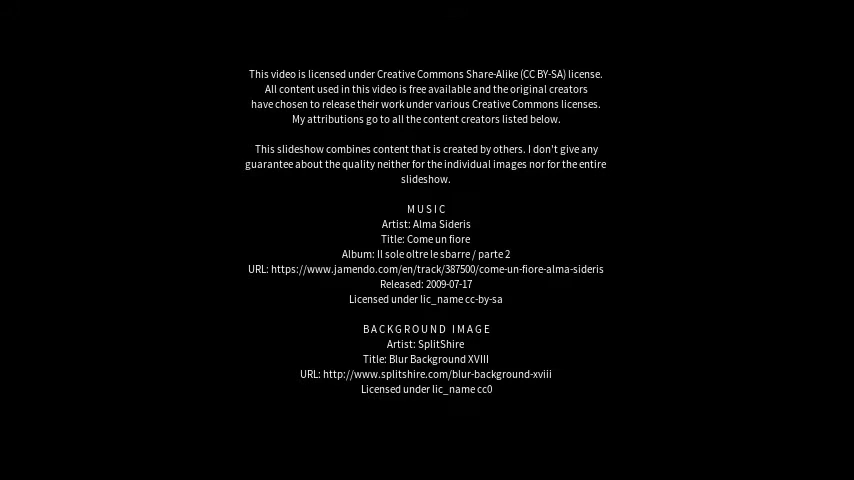 This video is licensed under Creative Commons Share-Alike (CC BY-SA) license.
All content used in this video is free available and the original creators
have chosen to release their work under various Creative Commons licenses.
My attributions go to all the content creators listed below.
This slideshow combines content that is created by others. I don't give any
guarantee about the quality neither for the individual images nor for the entire
slideshow.
MUSIC
Artist: Alma Sideris
Title: Come un fiore
Album: Il sole oltre le sbarre / parte 2
URL: https://www.jamendo.com/en/track/387500/come-un-fiore-alma-sideris
Released: 2009-07-17
Licensed under lic_name cc-by-sa
BACKGROUND IMAGE
Artist: SplitShire
Title: Blur Background XVIII
URL: http://www.splitshire.com/blur-background-xviii
Licensed under lic_name cc0